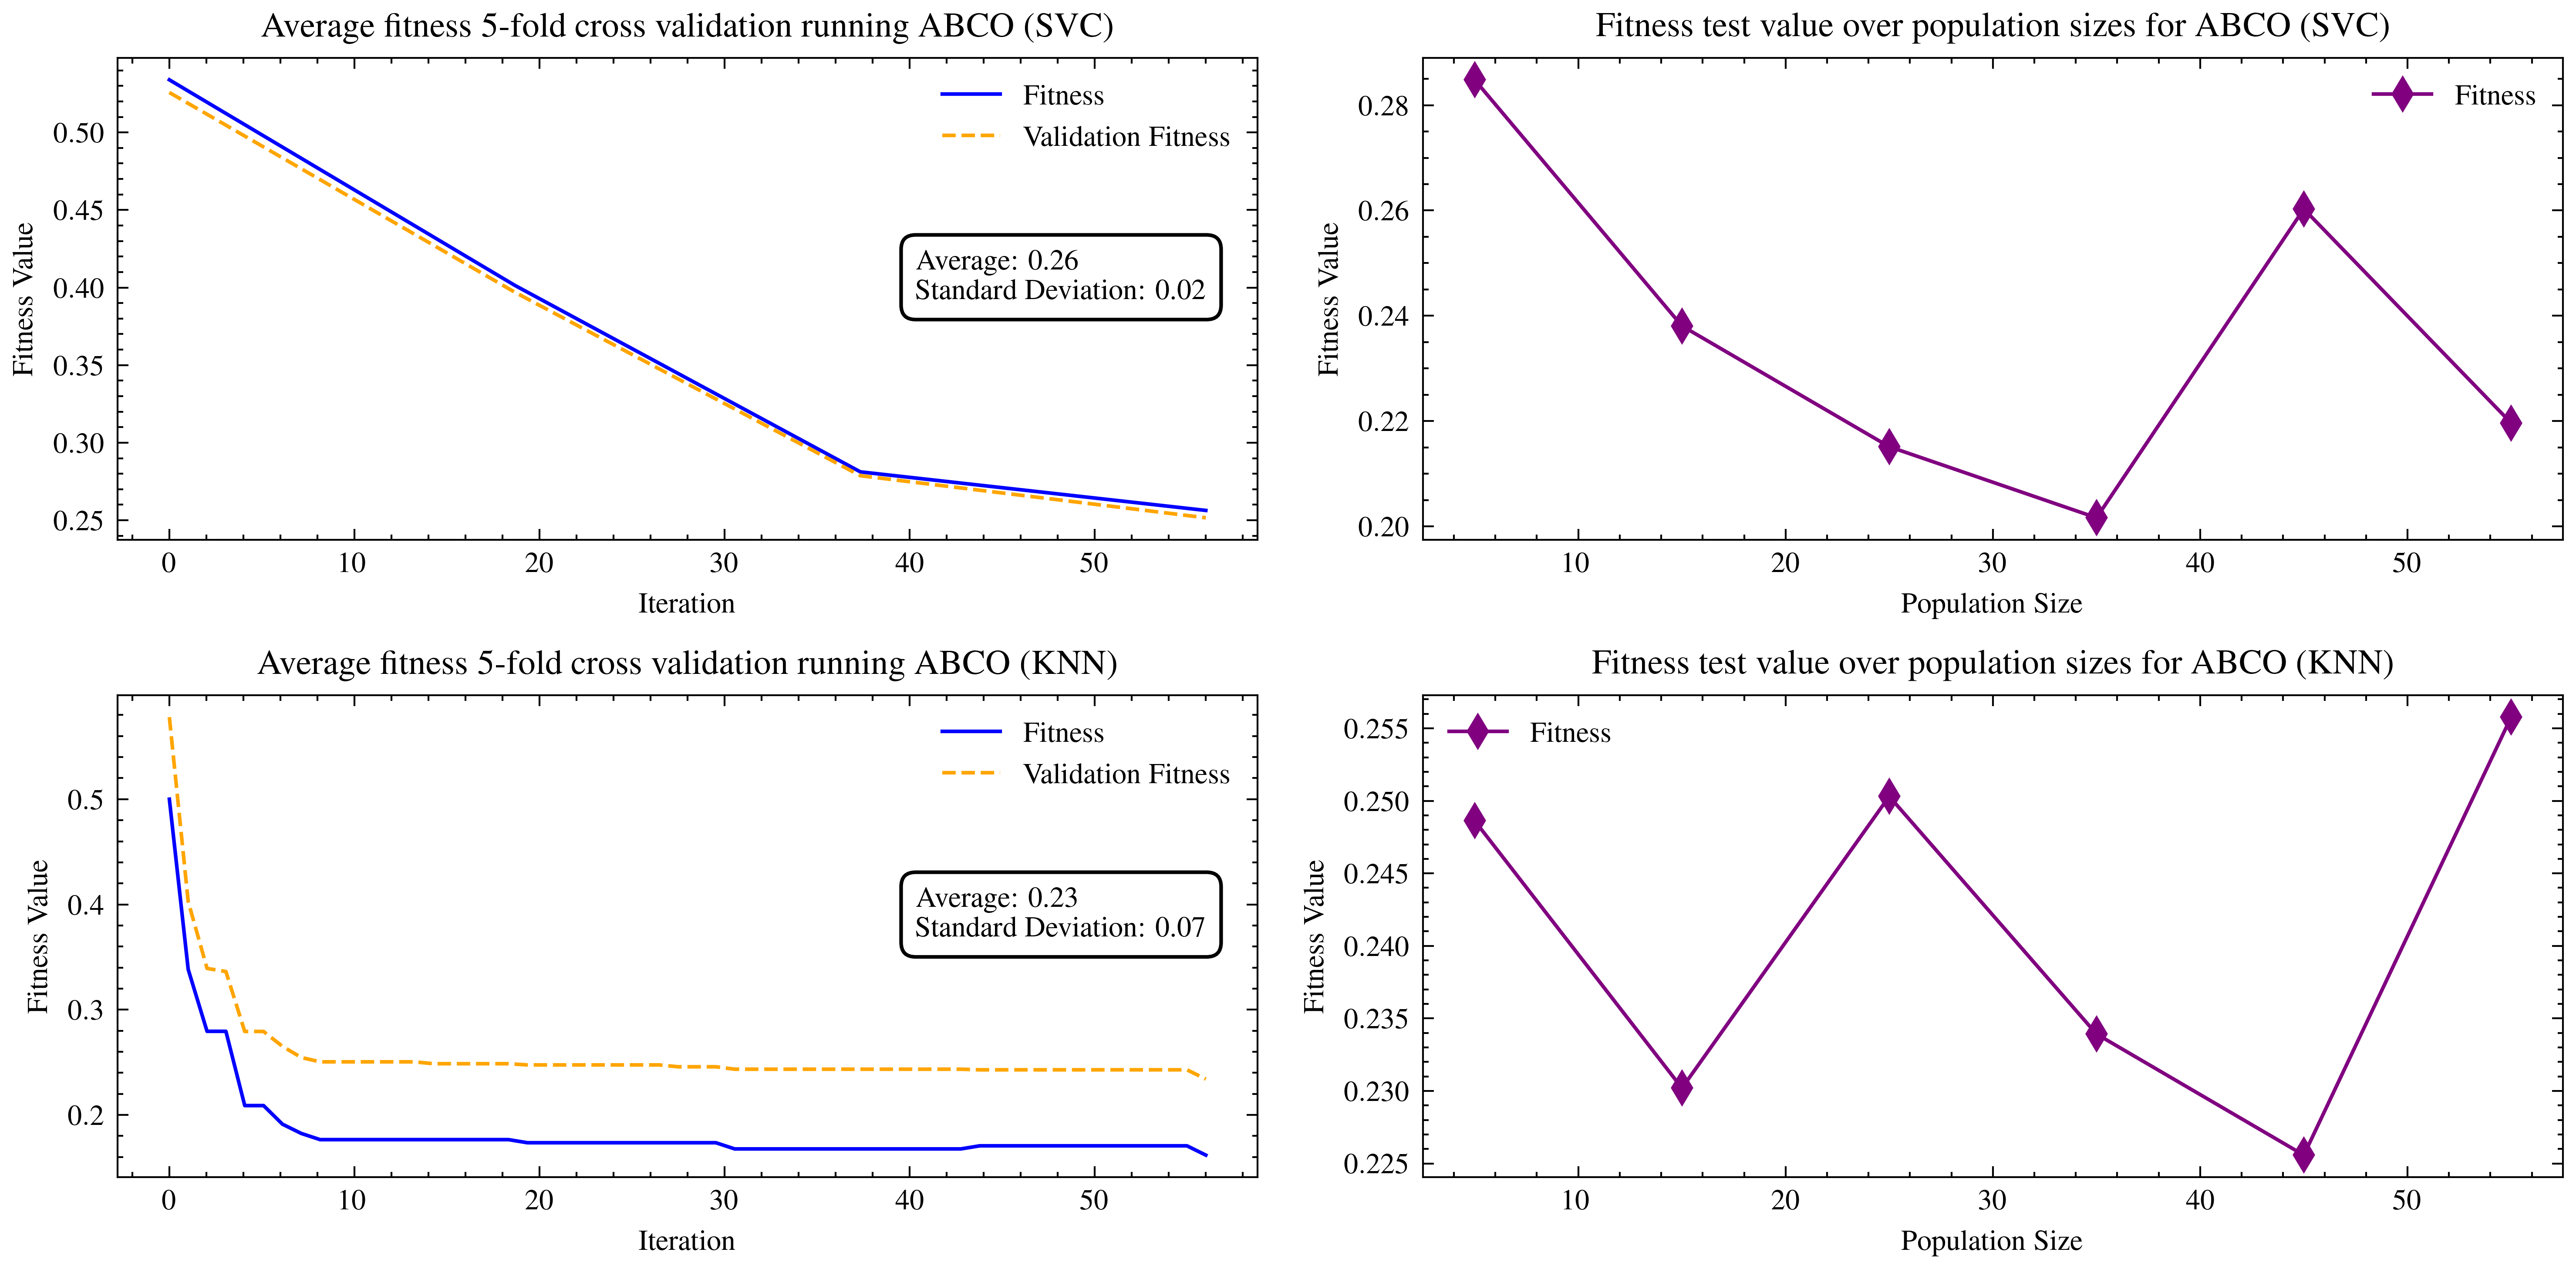 Average fitness 5-fold cross validation running ABCO (SVC)
Fitness Value
0.50
0.45
0.40
0.35
0.30
0.25
Fitness
Validation Fitness
Average: 0.26
Standard Deviation: 0.02
0 10 20 30 40 50
Iteration
Fitness test value over population sizes for ABCO (SVC)
Fitness Value
0.28
0.26
0.24
0.22
0.20
Fitness
10 20 30 40 50
Population Size
Average fitness 5-fold cross validation running ABCO (KNN)
Fitness Value
0.5
0.4
0.3
0.2
Fitness
Validation Fitness
Average: 0.23
Standard Deviation: 0.07
0 10 20 30 40 50
Iteration
Fitness test value over population sizes for ABCO (KNN)
Fitness Value
0.255
0.250
0.245
0.240
0.235
0.230
0.225
Fitness
10 20 30 40 50
Population Size